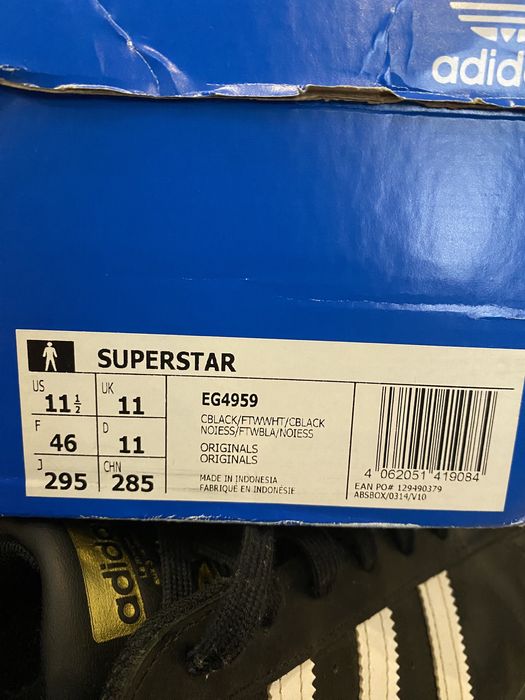 adid
SUPERSTAR
US 11 1/2 UK 11
F 46 D 11
J 295 CHN 285
EG4959
CBLACK/FTWWHT/CBLACK
NOIESS/FTWBLA/NOIESS
ORIGINALS
ORIGINALS
MADE IN INDONESIA
FABRIQUÉ EN INDONÉSIE
4 062051 419084
EAN PO# 129490379
ABSBOX/0314/V10
adidas